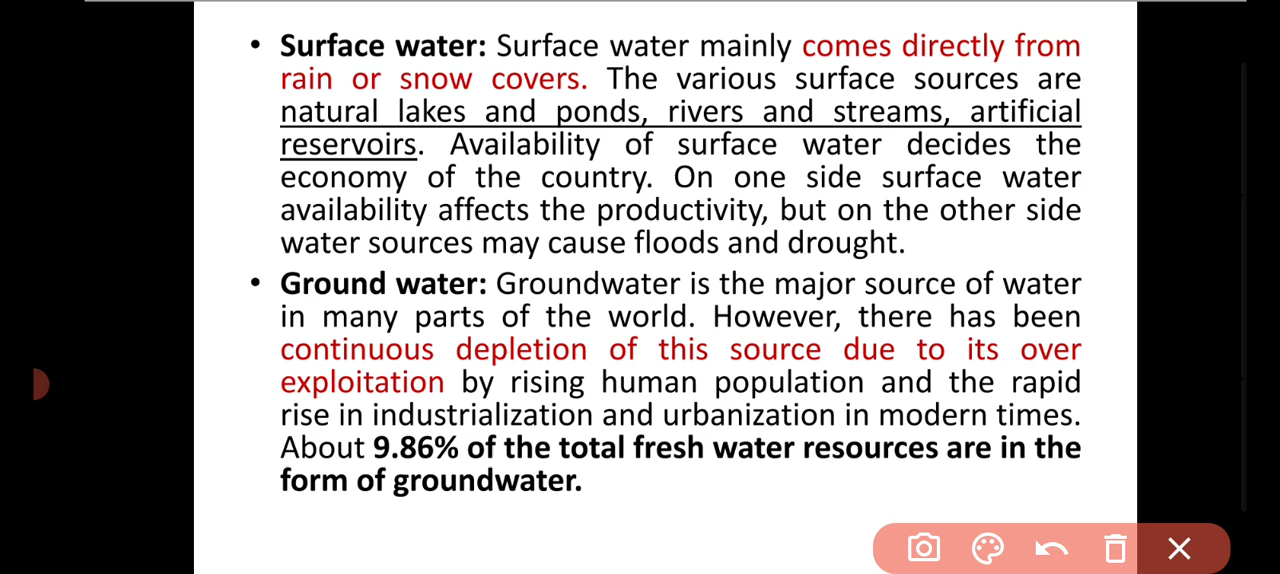 • Surface water: Surface water mainly comes directly from
rain or snow covers. The various surface sources are
natural lakes and ponds, rivers and streams, artificial
reservoirs. Availability of surface water decides the
economy of the country. On one side surface water
availability affects the productivity, but on the other side
water sources may cause floods and drought.
• Ground water: Groundwater is the major source of water
in many parts of the world. However, there has been
continuous depletion of this source due to its over
exploitation by rising human population and the rapid
rise in industrialization and urbanization in modern times.
About 9.86% of the total fresh water resources are in the
form of groundwater.